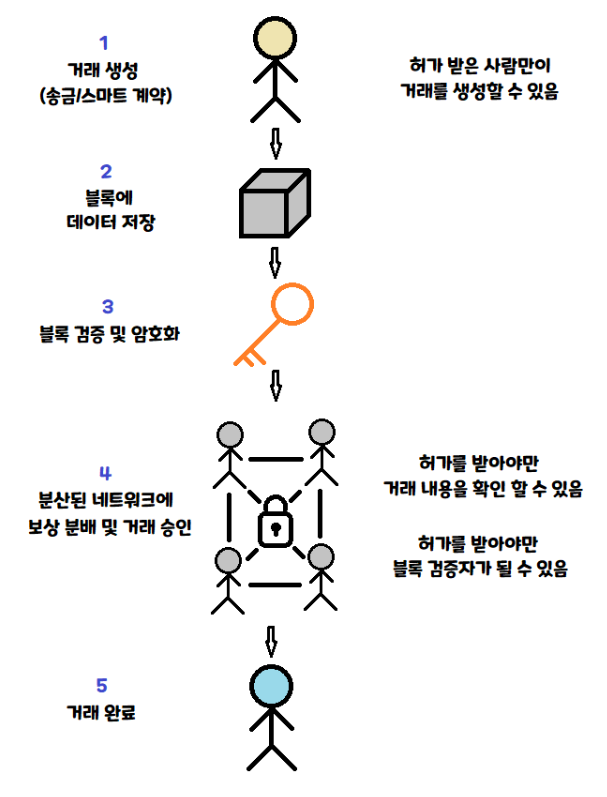 1
거래 생성
(송금/스마트 계약)
허가 받은 사람만이
거래를 생성할 수 있음
2
블록에
데이터 저장
3
블록 검증 및 암호화
4
분산된 네트워크에
보상 분배 및 거래 승인
허가를 받아야만
거래 내용을 확인 할 수 있음
허가를 받아야만
블록 검증자가 될 수 있음
5
거래 완료